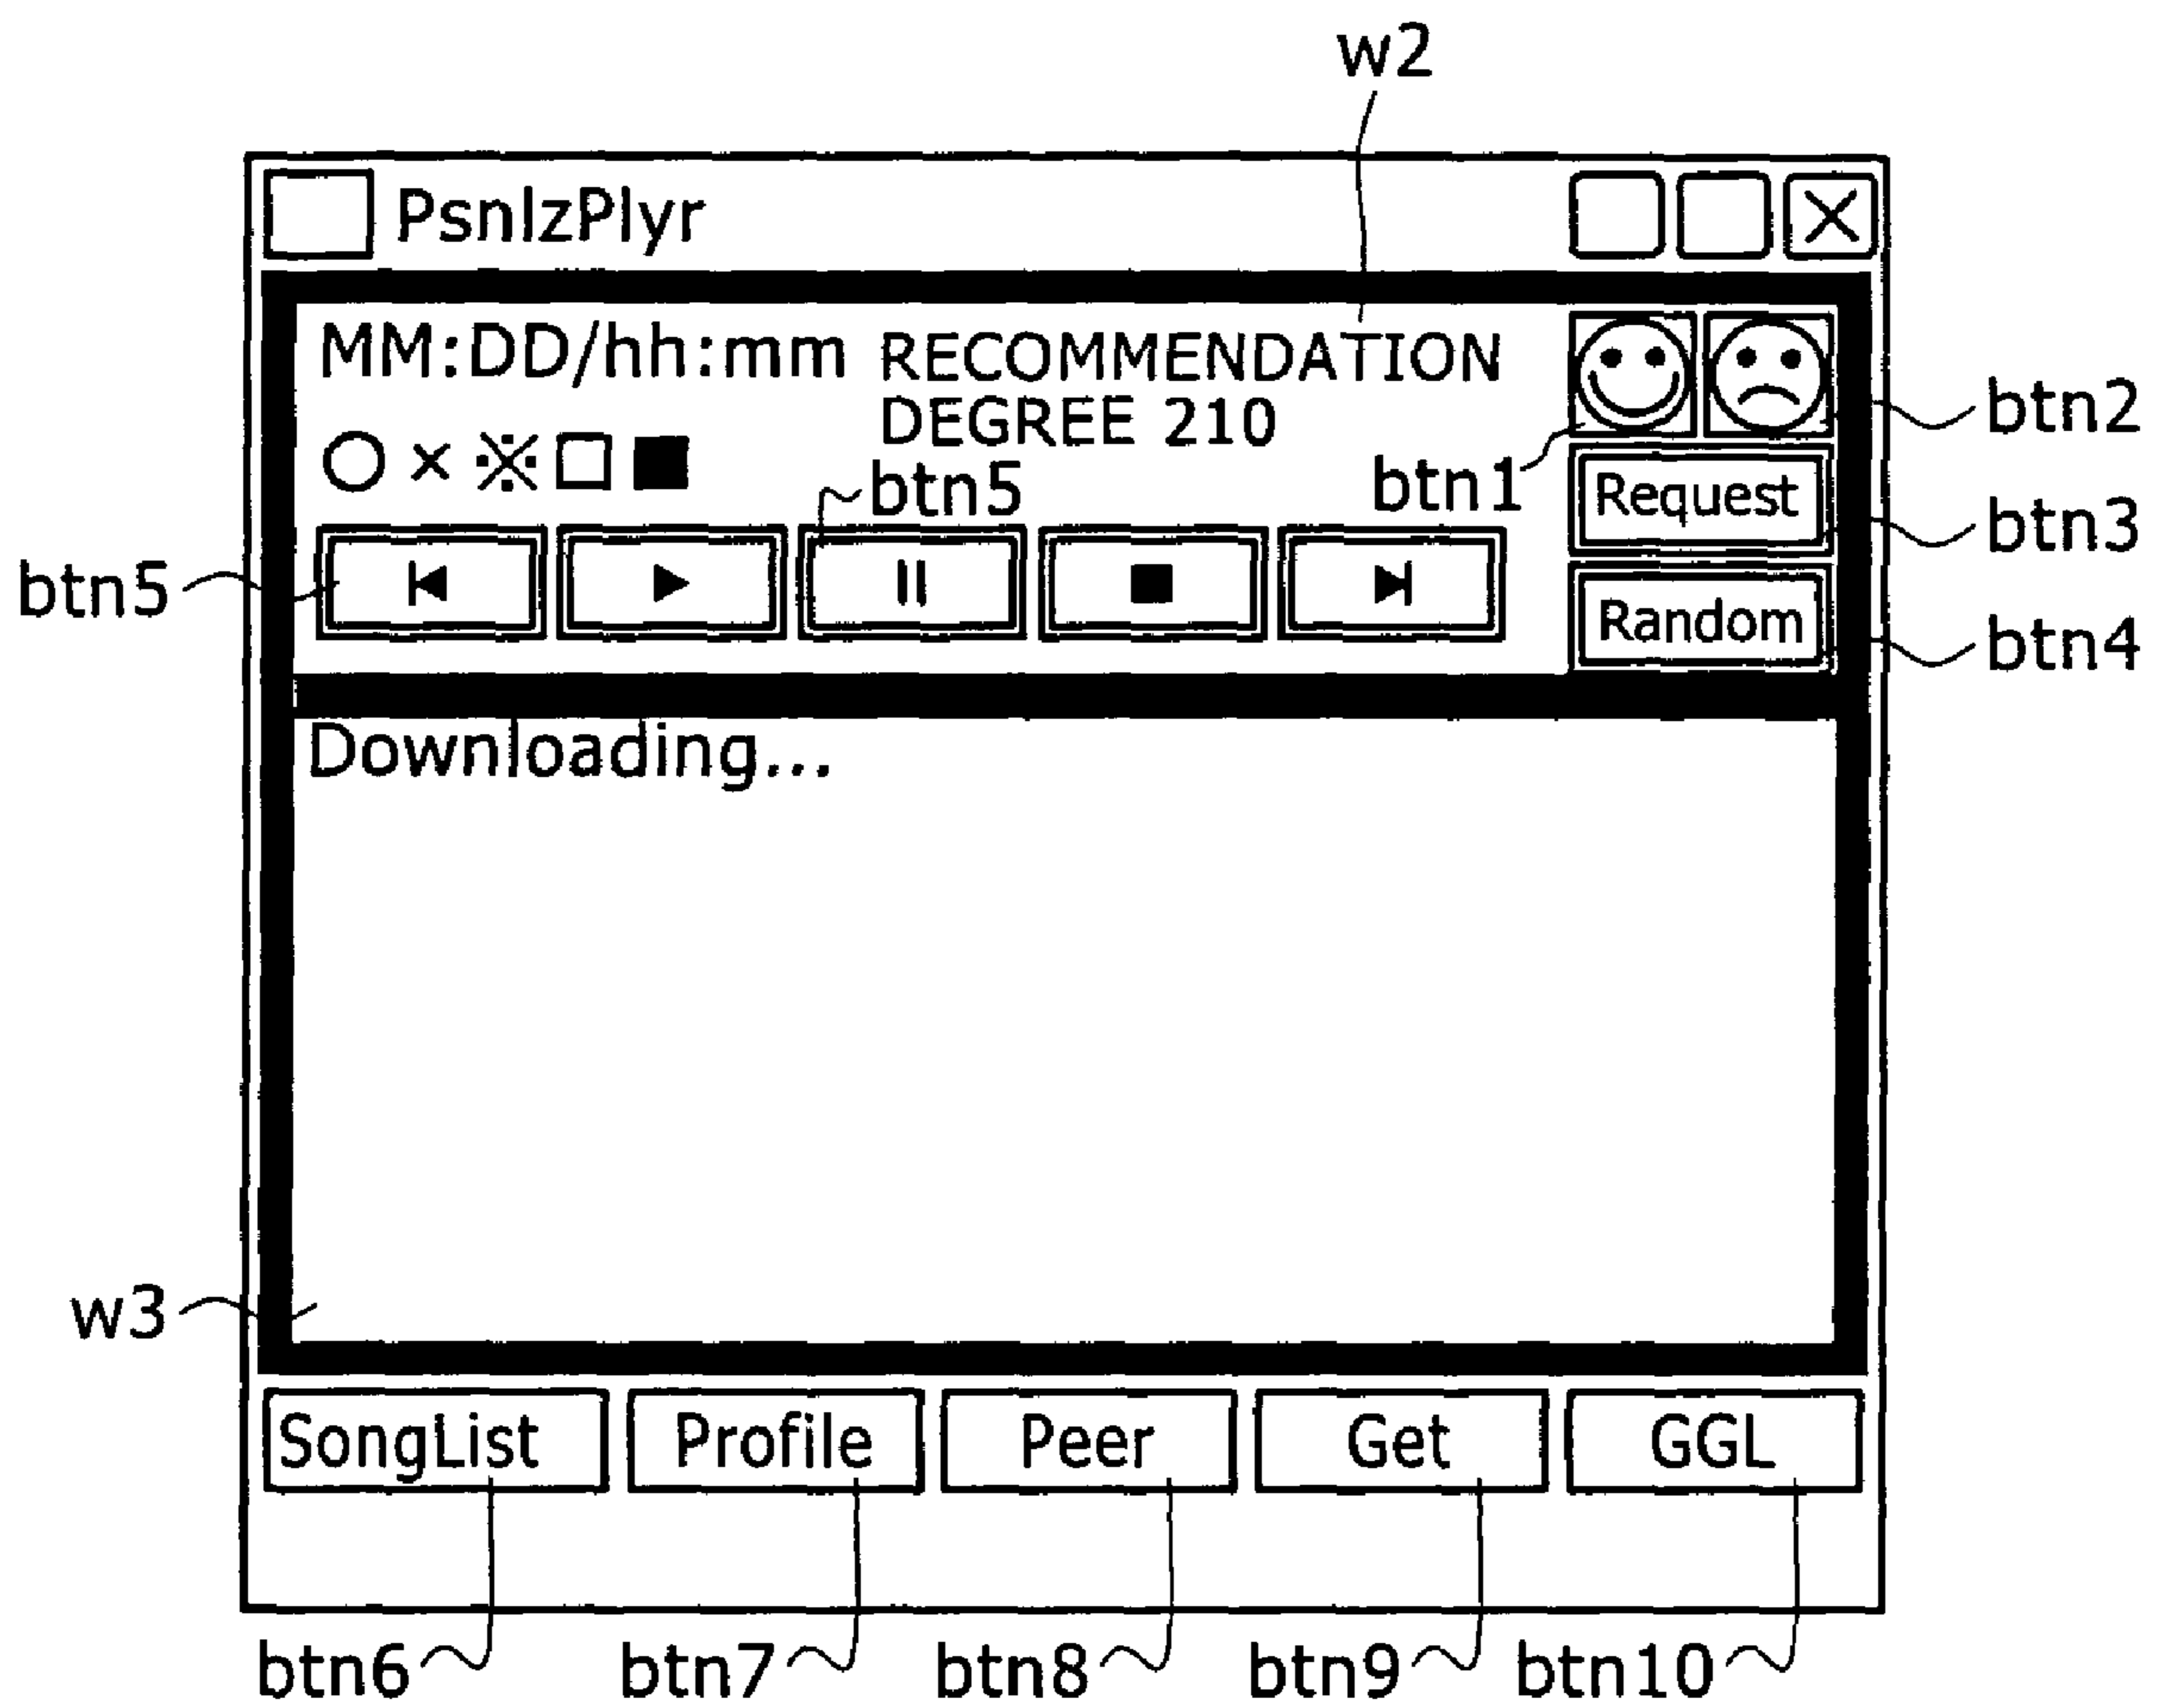 w2
PsnlzPlyr
MM:DD/hh:mm
RECOMMENDATION
DEGREE 210
○×※□■
btn2
btn1
btn5
Request
btn3
btn5
Random
btn4
Downloading...
w3
SongList
Profile
Peer
Get
GGL
btn6
btn7
btn8
btn9
btn10